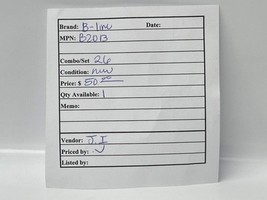 Brand: B-line Date:
MPN: B2013
Combo/Set 26
Condition: new
Price: $ 50.00
Qty Available: 1
Memo:
Vendor: J.I
Priced by:
Listed by: